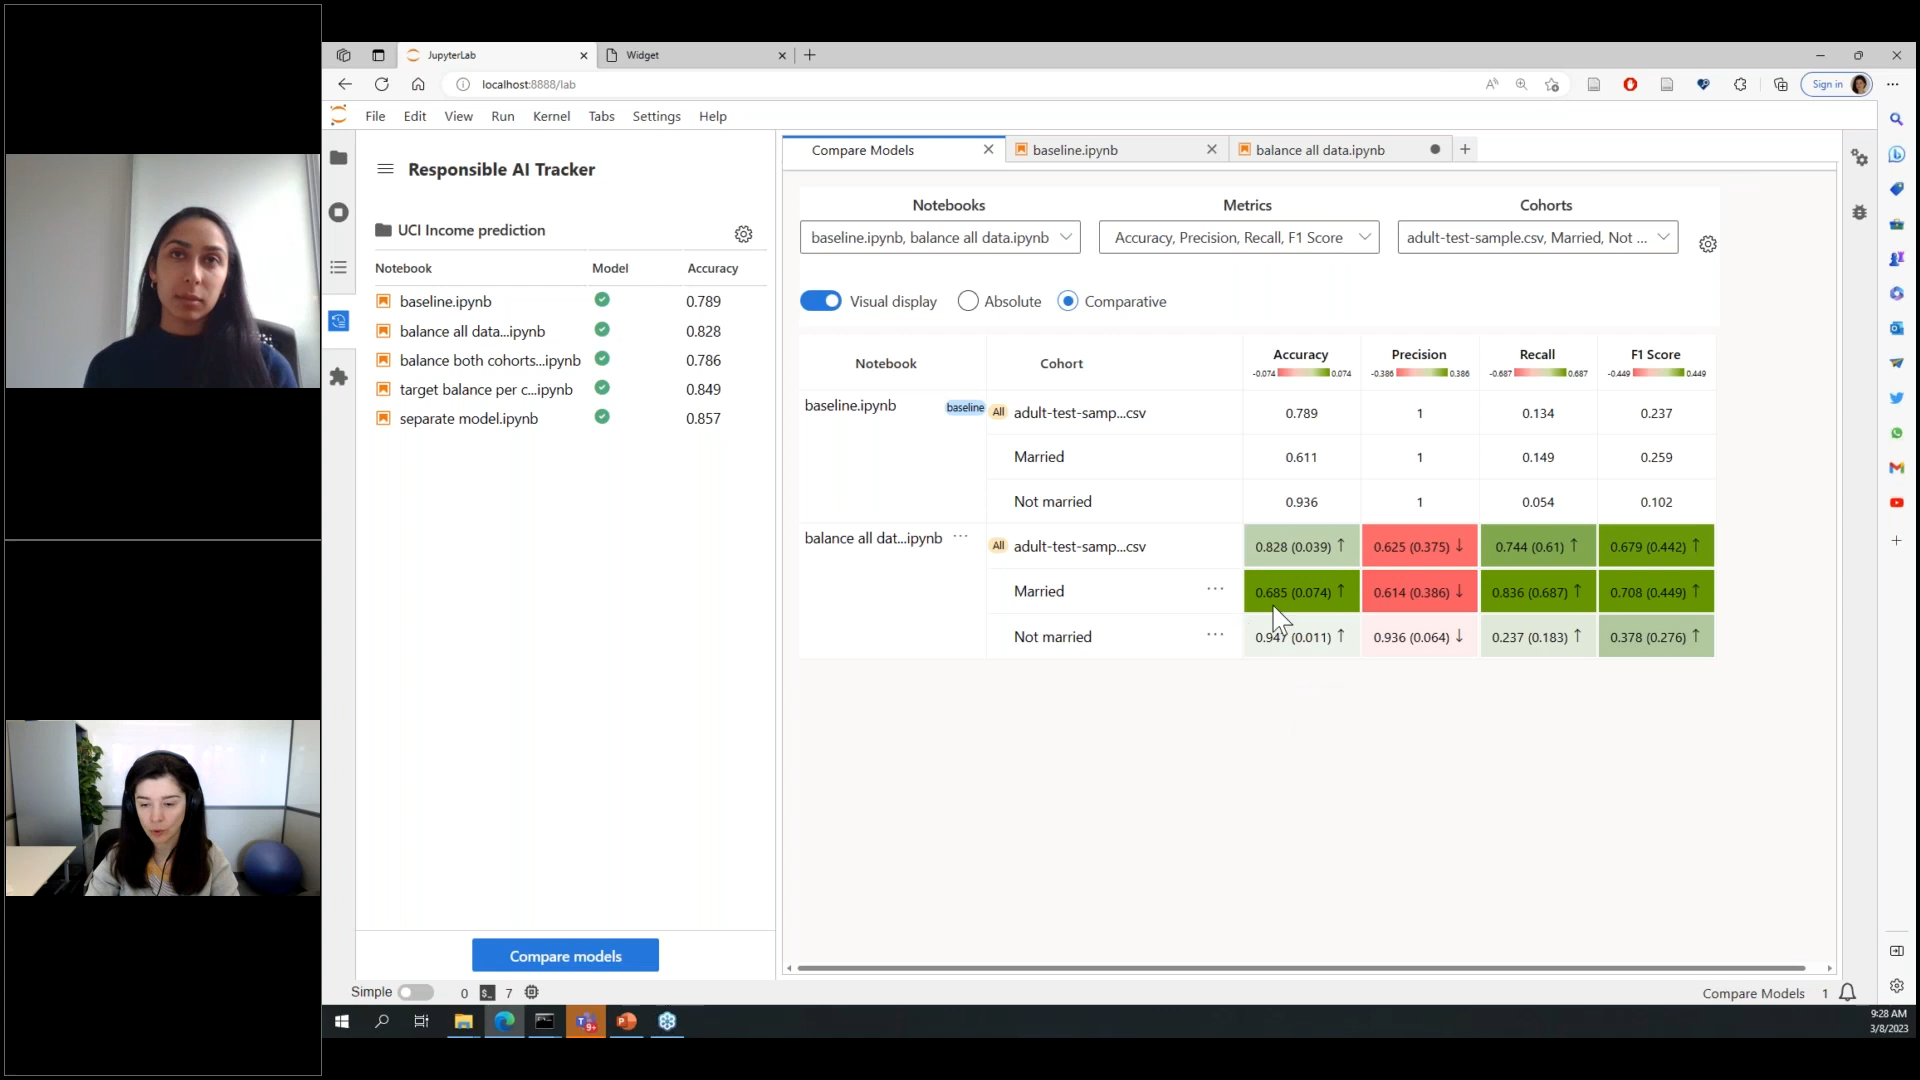 JupyterLab
Widget
localhost:8888/lab
Sign in
File Edit View Run Kernel Tabs Settings Help
Responsible AI Tracker
UCI Income prediction
Notebook Model Accuracy
baseline.ipynb 0.789
balance all data...ipynb 0.828
balance both cohorts...ipynb 0.786
target balance per c...ipynb 0.849
separate model.ipynb 0.857
Compare models
Compare Models baseline.ipynb balance all data.ipynb
Notebooks Metrics Cohorts
baseline.ipynb, balance all data.ipynb Accuracy, Precision, Recall, F1 Score adult-test-sample.csv, Married, Not ...
Visual display Absolute Comparative
Notebook Cohort Accuracy Precision Recall F1 Score
-0.074 0.074 -0.386 0.386 -0.687 0.687 -0.449 0.449
baseline.ipynb baseline All adult-test-samp...csv 0.789 1 0.134 0.237
Married 0.611 1 0.149 0.259
Not married 0.936 1 0.054 0.102
balance all dat...ipynb ... All adult-test-samp...csv 0.828 (0.039) ↑ 0.625 (0.375) ↓ 0.744 (0.61) ↑ 0.679 (0.442) ↑
Married ... 0.685 (0.074) ↑ 0.614 (0.386) ↓ 0.836 (0.687) ↑ 0.708 (0.449) ↑
Not married ... 0.947 (0.011) ↑ 0.936 (0.064) ↓ 0.237 (0.183) ↑ 0.378 (0.276) ↑
Simple 0 7 Compare Models 1
9:28 AM
3/8/2023